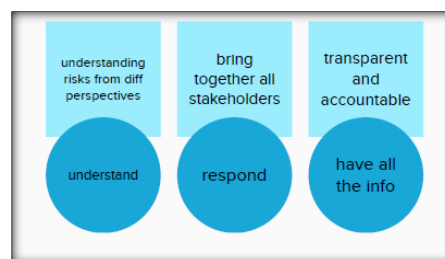 understanding
risks from diff
perspectives
bring
together all
stakeholders
transparent
and
accountable
understand
respond
have all
the info